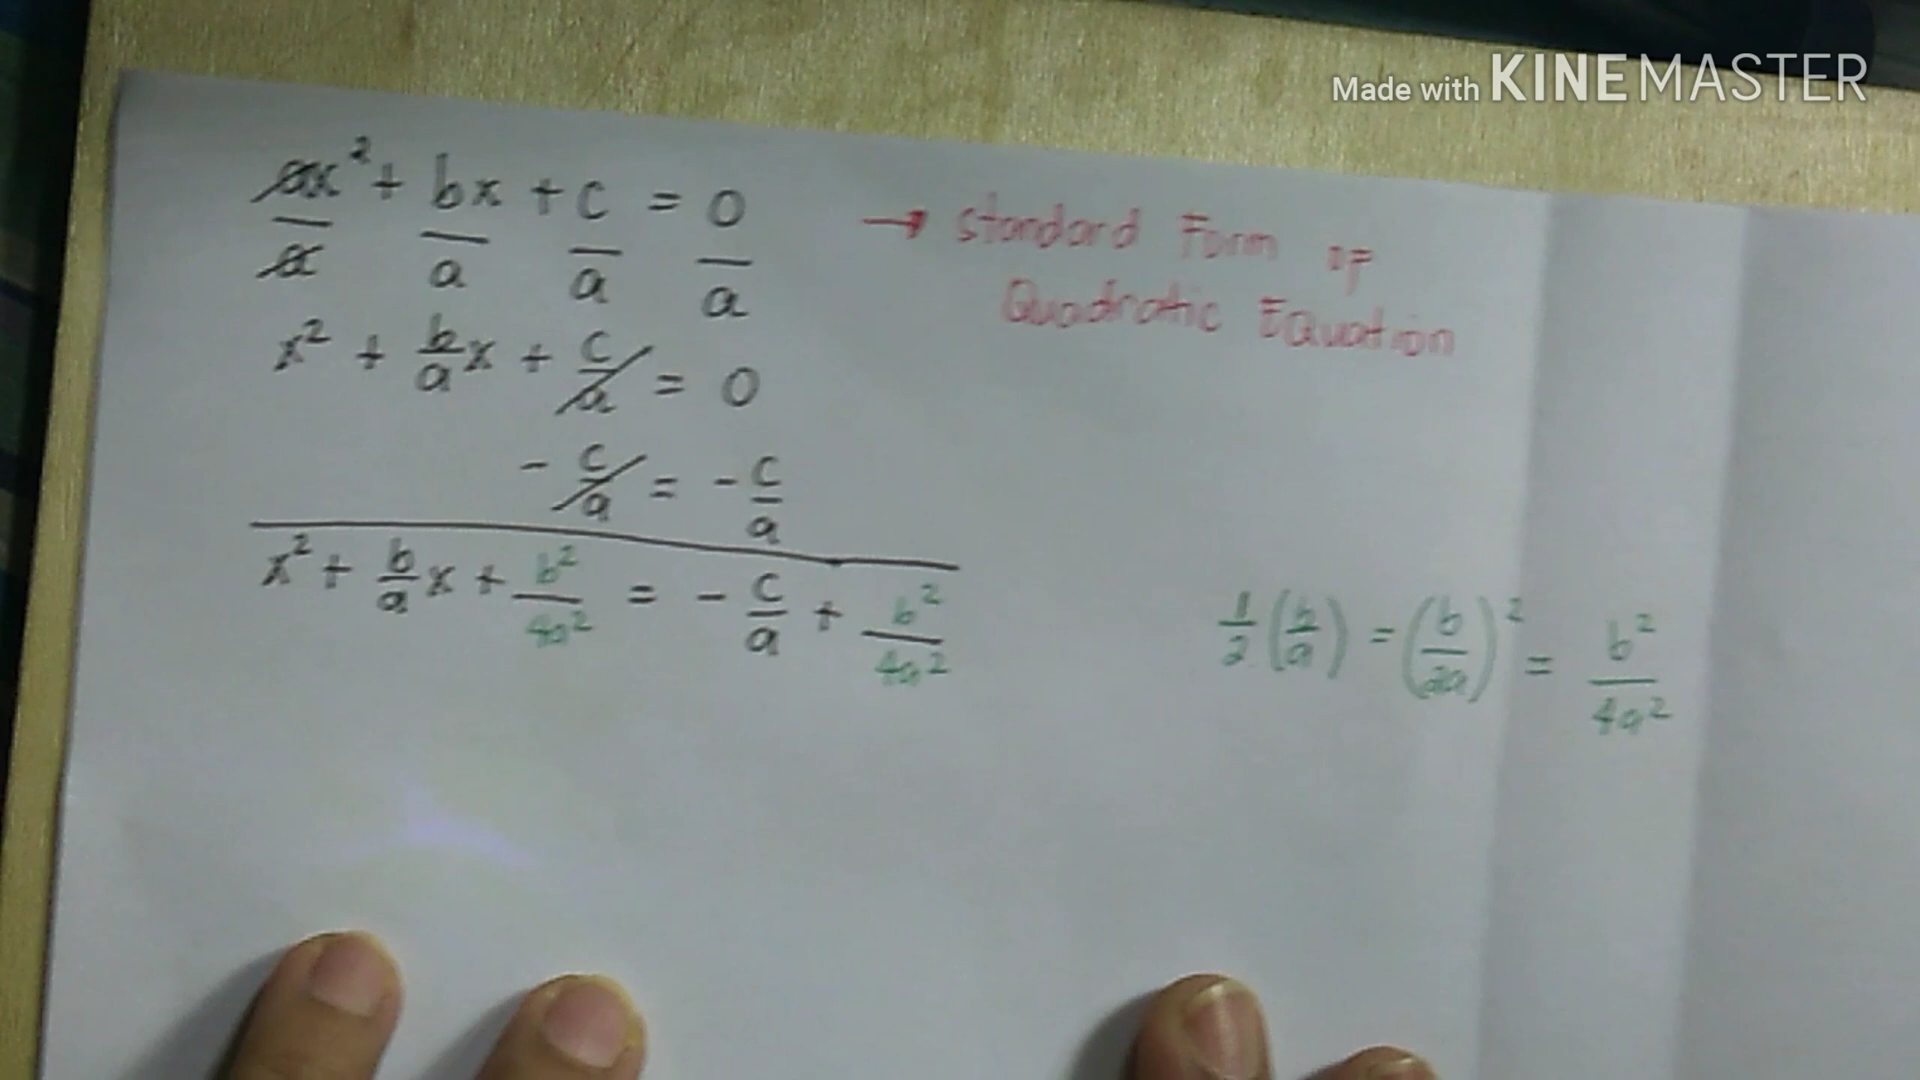 Made with KINEMASTER
ax² + bx + c = 0
a a a a
→ Standard Form of
Quadratic Equation
x² + b/a x + c/a = 0
- c/a = - c/a
x² + b/a x + b²/4a² = - c/a + b²/4a²
1/2 (b/a) = (b/2a)² = b²/4a²